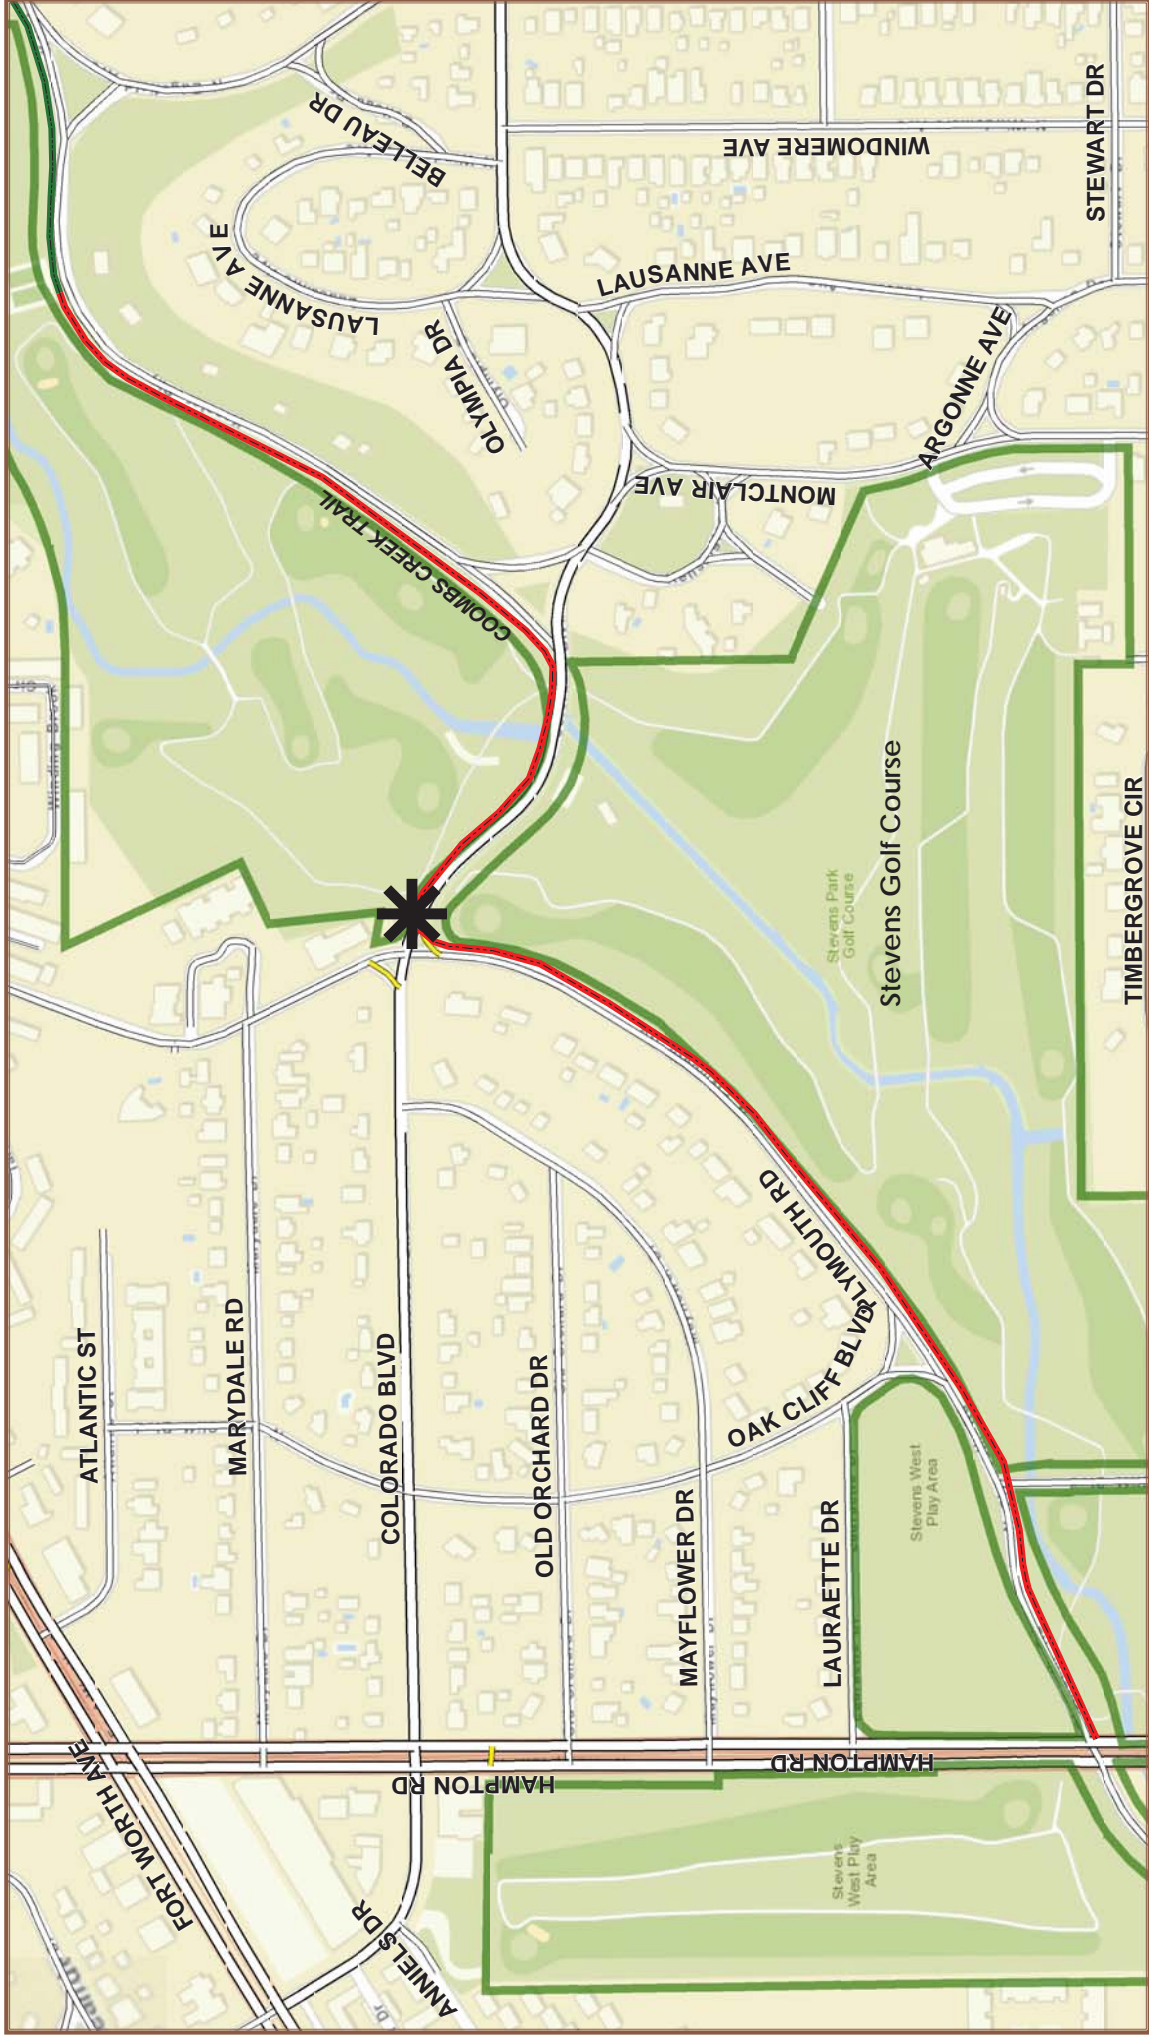 BELLEAU DR
WINDOMERE AVE
STEWART DR
LAUSANNE AVE
LAUSANNE AVE
OLYMPIA DR
ARGONNE AVE
MONTCLAIR AVE
COOMBS CREEK TRAIL
Winding Brook
Stevens Park
Golf Course
Stevens Golf Course
TIMBERGROVE CIR
PLYMOUTH RD
OAK CLIFF BLVD
ATLANTIC ST
MARYDALE RD
COLORADO BLVD
OLD ORCHARD DR
MAYFLOWER DR
LAURAETTE DR
Stevens West
Play Area
HAMPTON RD
HAMPTON RD
FORT WORTH AVE
ANNIELS DR
Dr
Stevens
West Play
Area